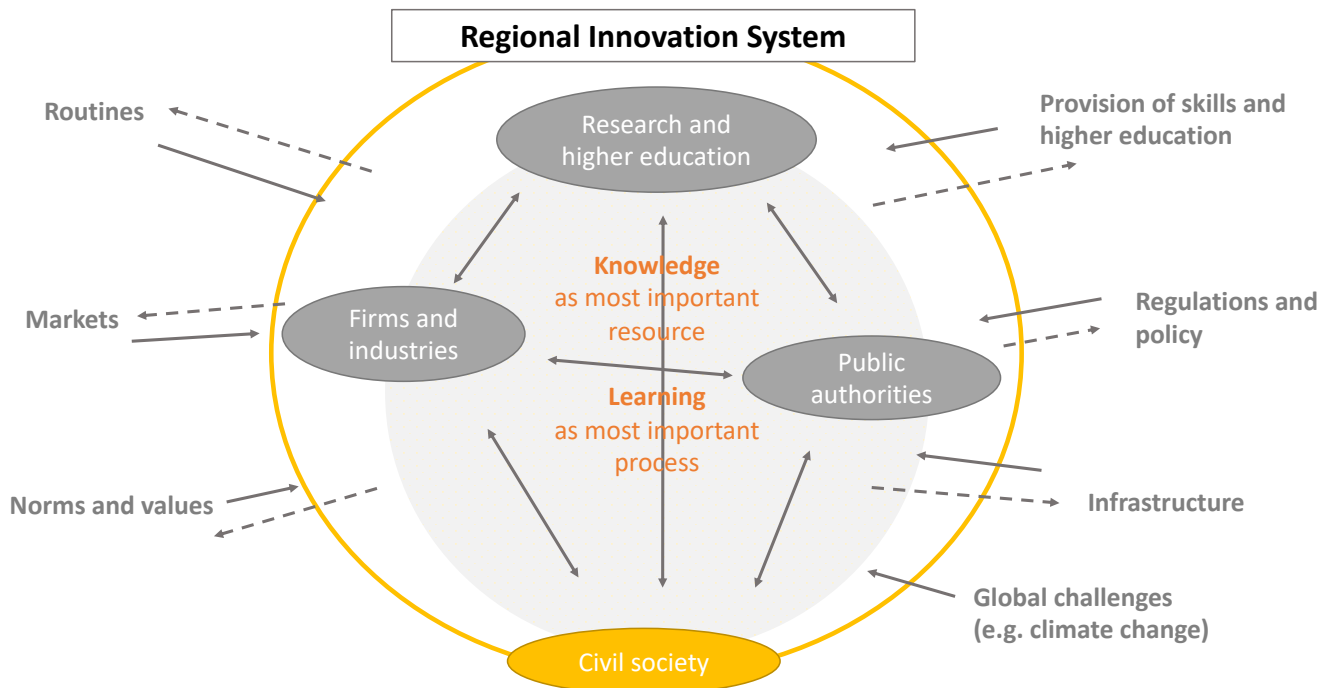 Regional Innovation System
Routines
Research and
higher education
Provision of skills and
higher education
Knowledge
as most important
resource
Markets
Firms and
industries
Regulations and
policy
Public
authorities
Learning
as most important
process
Norms and values
Infrastructure
Global challenges
(e.g. climate change)
Civil society